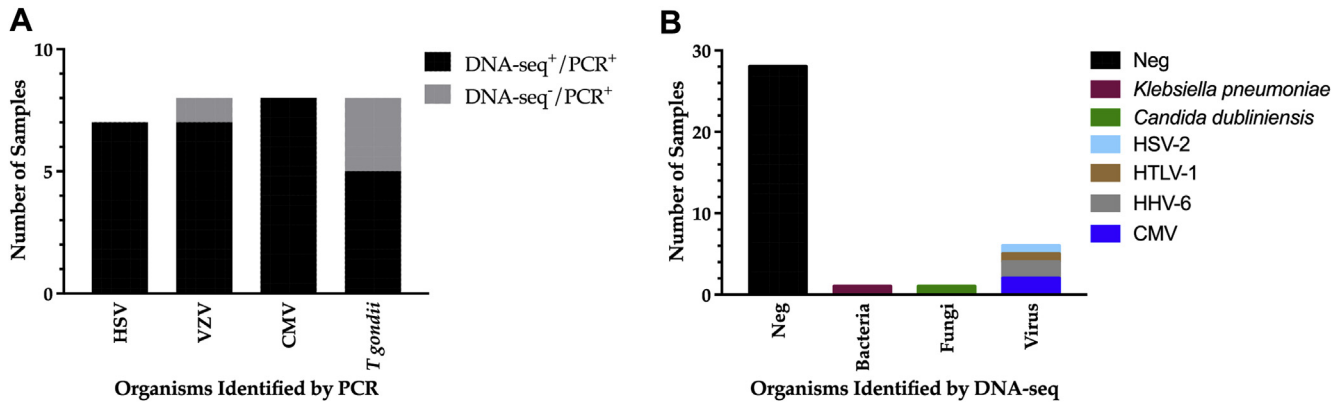 A
Number of Samples
10
5
0
HSV
VZV
CMV
T gondii
Organisms Identified by PCR
DNA-seq⁺/PCR⁺
DNA-seq⁻/PCR⁺
B
Number of Samples
30
20
10
0
Neg
Bacteria
Fungi
Virus
Organisms Identified by DNA-seq
Neg
Klebsiella pneumoniae
Candida dubliniensis
HSV-2
HTLV-1
HHV-6
CMV